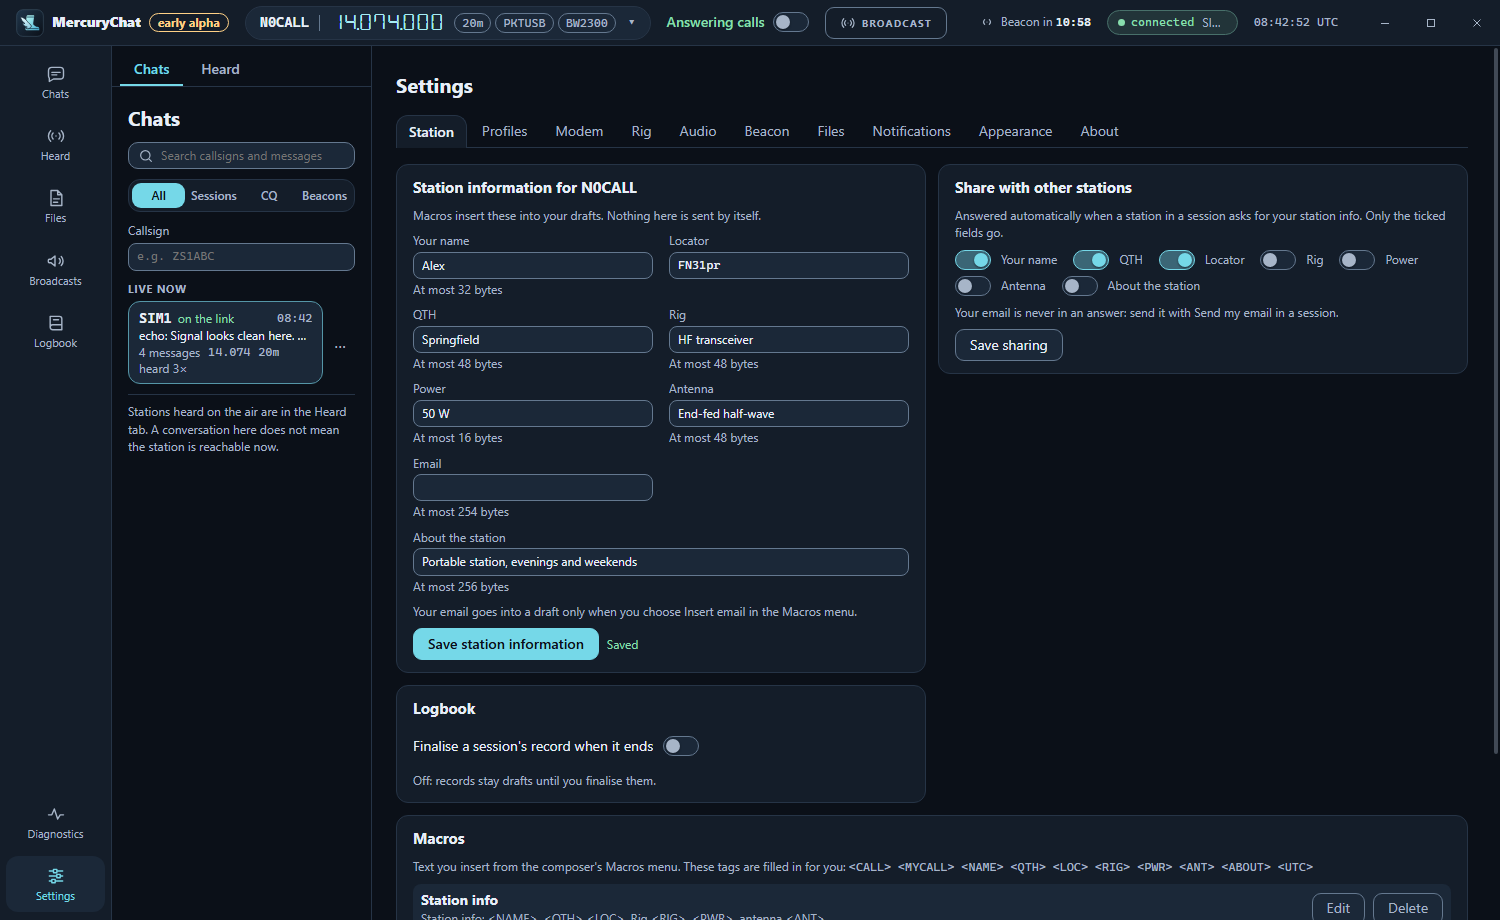 MercuryChat early alpha N0CALL 14.074.000 20m PKTUSB BW2300 Answering calls BROADCAST Beacon in 10:58 connected SI... 08:42:52 UTC
Chats
Heard
Files
Broadcasts
Logbook
Diagnostics
Settings
Chats Heard
Chats
Search callsigns and messages
All Sessions CQ Beacons
Callsign
e.g. ZS1ABC
LIVE NOW
SIM1 on the link 08:42
echo: Signal looks clean here. ...
4 messages 14.074 20m
heard 3×
...
Stations heard on the air are in the Heard
tab. A conversation here does not mean
the station is reachable now.
Settings
Station Profiles Modem Rig Audio Beacon Files Notifications Appearance About
Station information for N0CALL
Macros insert these into your drafts. Nothing here is sent by itself.
Your name Locator
Alex FN31pr
At most 32 bytes
QTH Rig
Springfield HF transceiver
At most 48 bytes At most 48 bytes
Power Antenna
50 W End-fed half-wave
At most 16 bytes At most 48 bytes
Email
At most 254 bytes
About the station
Portable station, evenings and weekends
At most 256 bytes
Your email goes into a draft only when you choose Insert email in the Macros menu.
Save station information Saved
Share with other stations
Answered automatically when a station in a session asks for your station info. Only the ticked
fields go.
Your name QTH Locator Rig Power
Antenna About the station
Your email is never in an answer: send it with Send my email in a session.
Save sharing
Logbook
Finalise a session's record when it ends
Off: records stay drafts until you finalise them.
Macros
Text you insert from the composer's Macros menu. These tags are filled in for you: <CALL> <MYCALL> <NAME> <QTH> <LOC> <RIG> <PWR> <ANT> <ABOUT> <UTC>
Station info
Edit Delete
Station info: <NAME>, <QTH> <LOC>. Rig <RIG>, <PWR>, antenna <ANT>